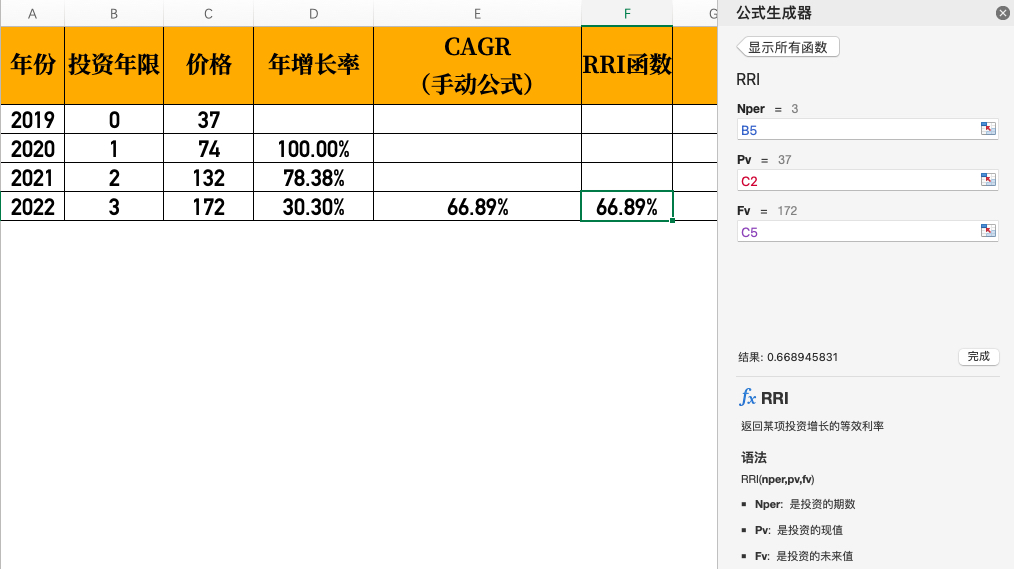 A B C D E F G
年份 投资年限 价格 年增长率 CAGR（手动公式） RRI函数
2019 0 37
2020 1 74 100.00%
2021 2 132 78.38%
2022 3 172 30.30% 66.89% 66.89%
公式生成器
显示所有函数
RRI
Nper = 3
B5
Pv = 37
C2
Fv = 172
C5
结果: 0.668945831 完成
fx RRI
返回某项投资增长的等效利率
语法
RRI(nper,pv,fv)
▪ Nper: 是投资的期数
▪ Pv: 是投资的现值
▪ Fv: 是投资的未来值